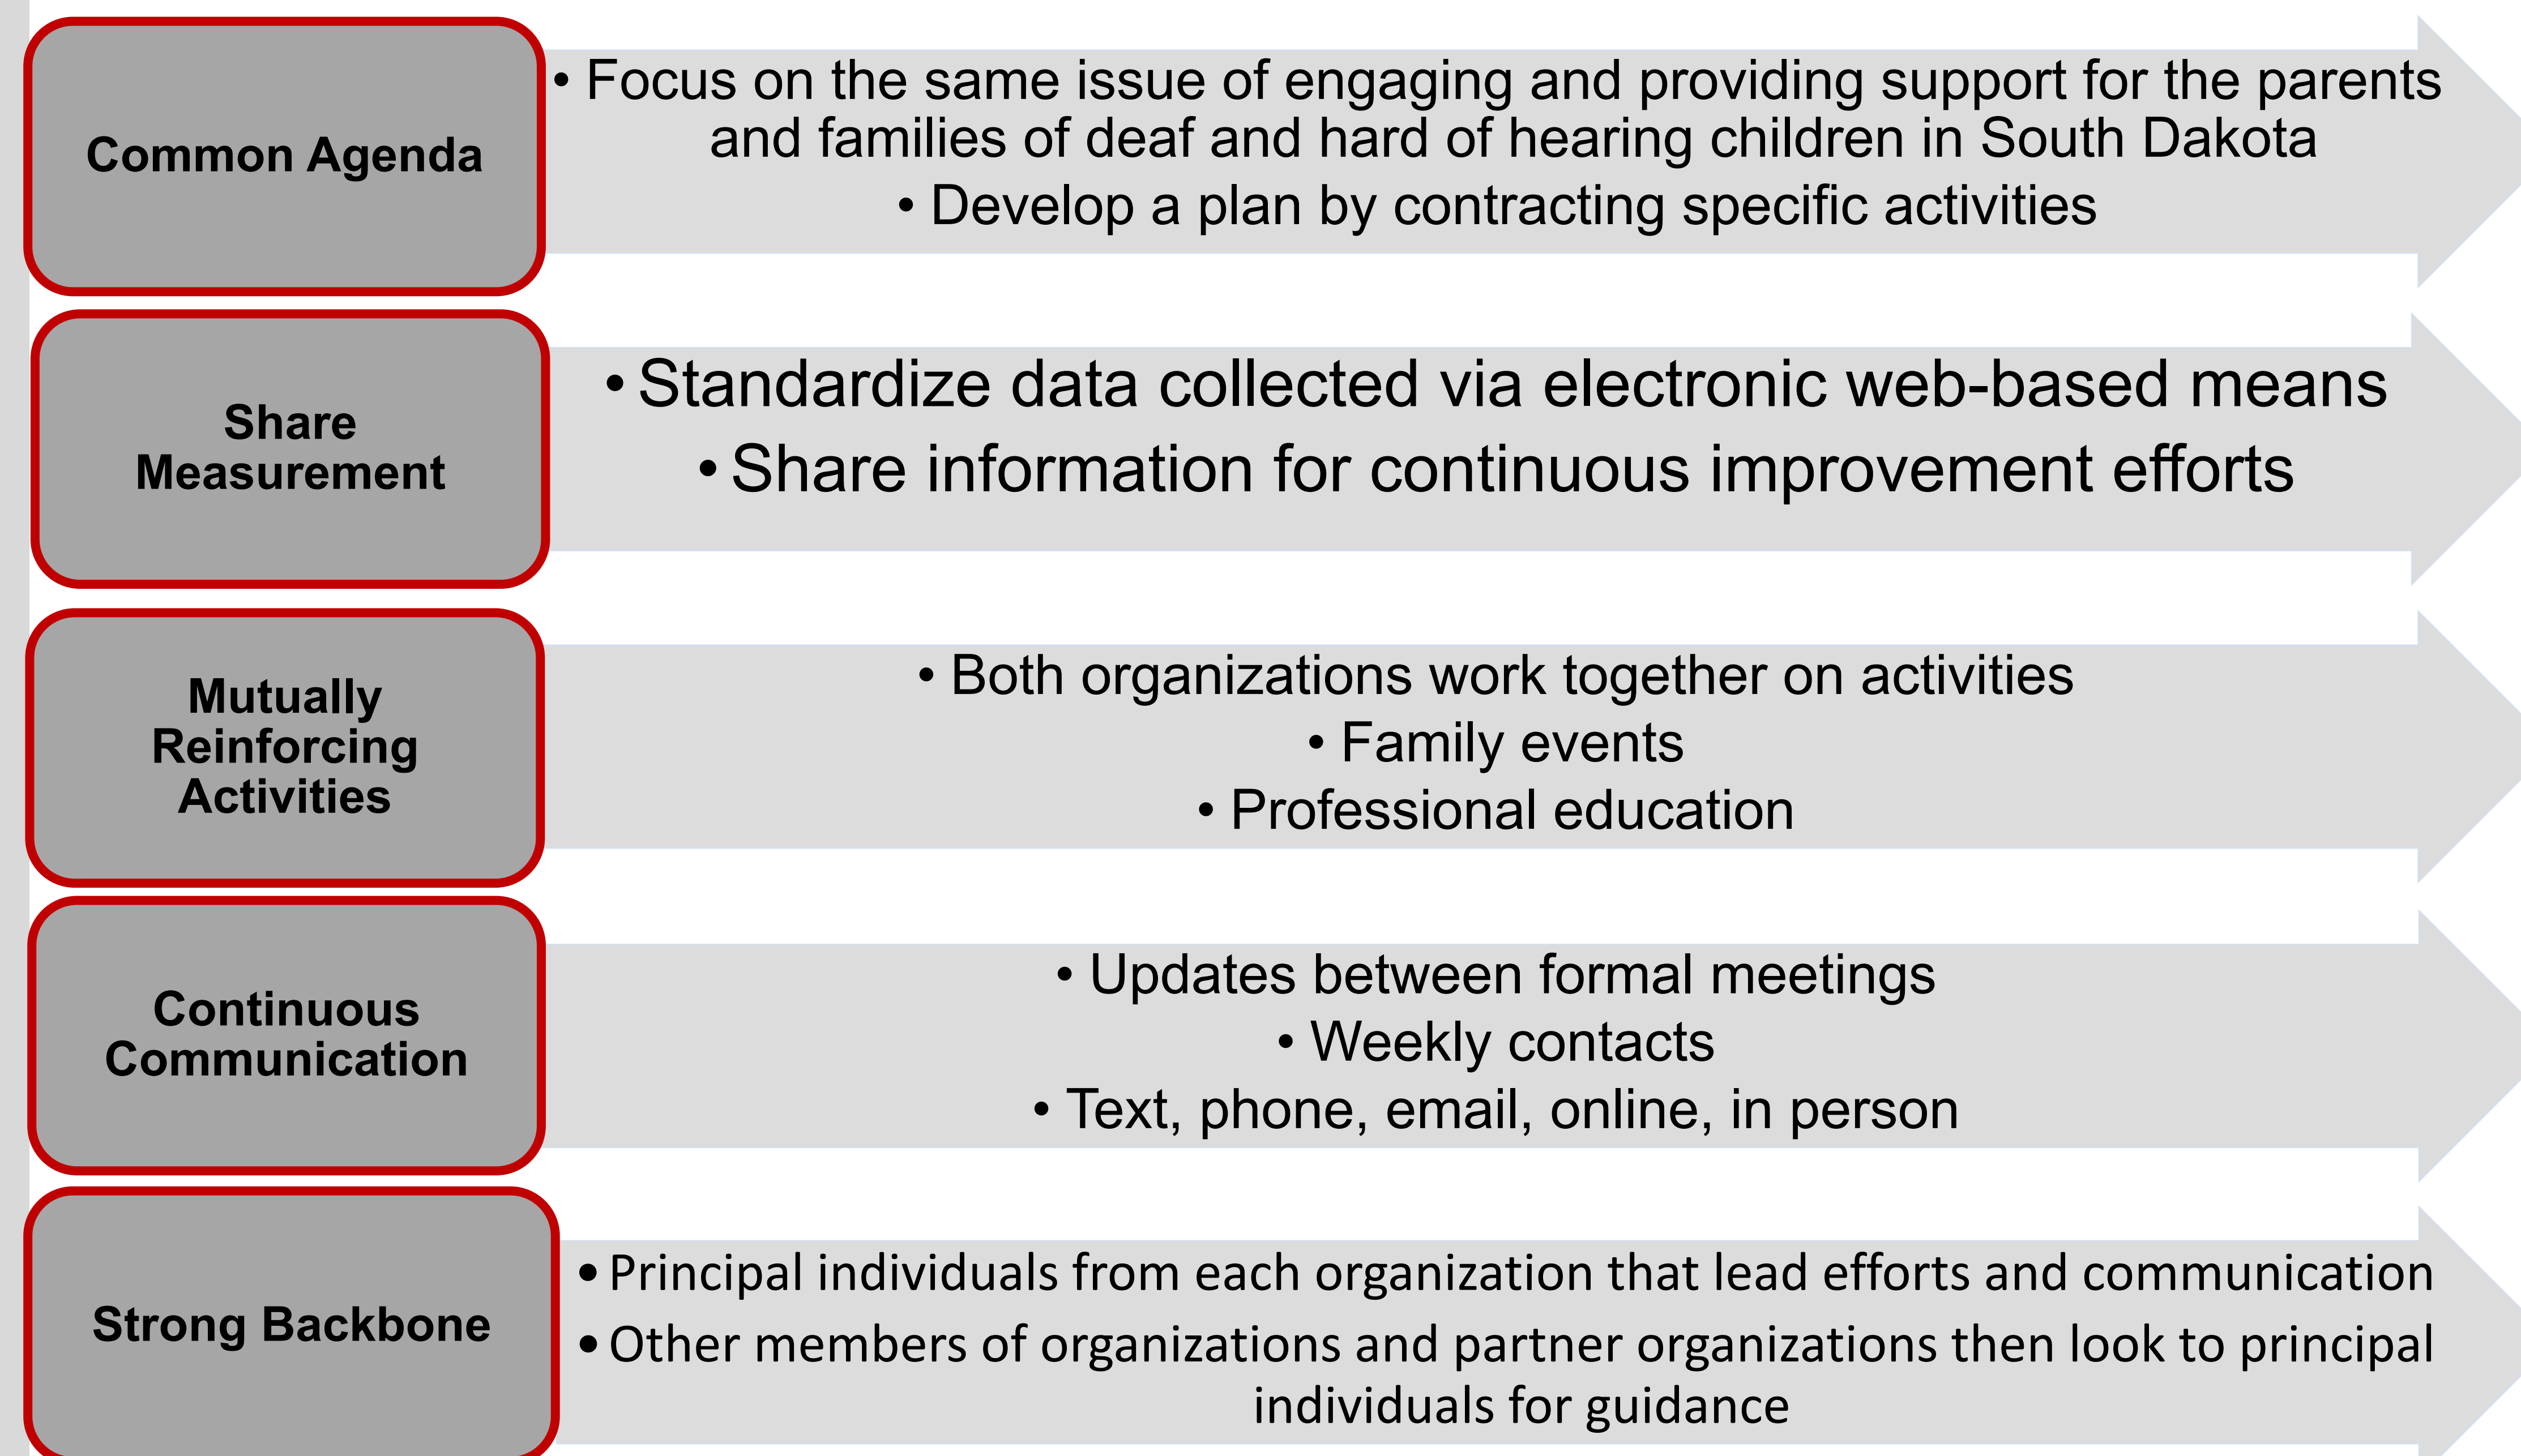 Common Agenda
• Focus on the same issue of engaging and providing support for the parents
and families of deaf and hard of hearing children in South Dakota
• Develop a plan by contracting specific activities
Share
Measurement
• Standardize data collected via electronic web-based means
• Share information for continuous improvement efforts
Mutually
Reinforcing
Activities
• Both organizations work together on activities
• Family events
• Professional education
Continuous
Communication
• Updates between formal meetings
• Weekly contacts
• Text, phone, email, online, in person
Strong Backbone
• Principal individuals from each organization that lead efforts and communication
• Other members of organizations and partner organizations then look to principal
individuals for guidance